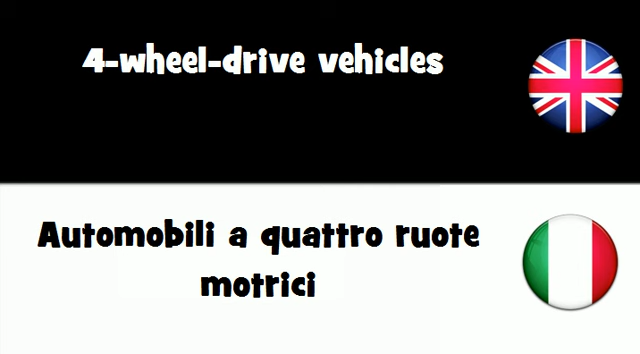 4-wheel-drive vehicles
Automobili a quattro ruote
motrici